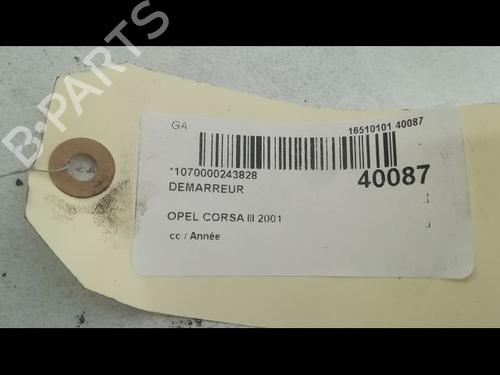 B-PARTS
GA
16510101 40087
*1070000243828
40087
DEMARREUR
OPEL CORSA III 2001
cc / Année